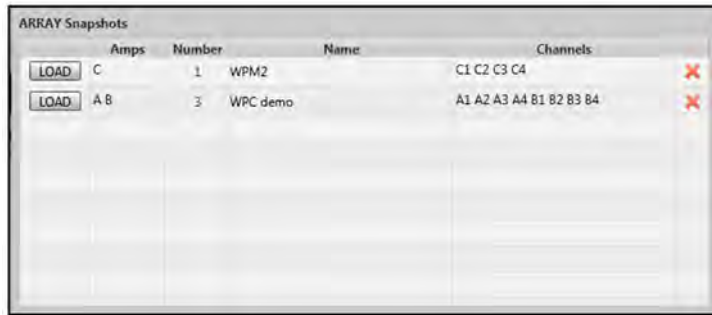 ARRAY Snapshots
Amps Number Name Channels
LOAD C 1 WPM2 C1 C2 C3 C4
LOAD A B 3 WPC demo A1 A2 A3 A4 B1 B2 B3 B4